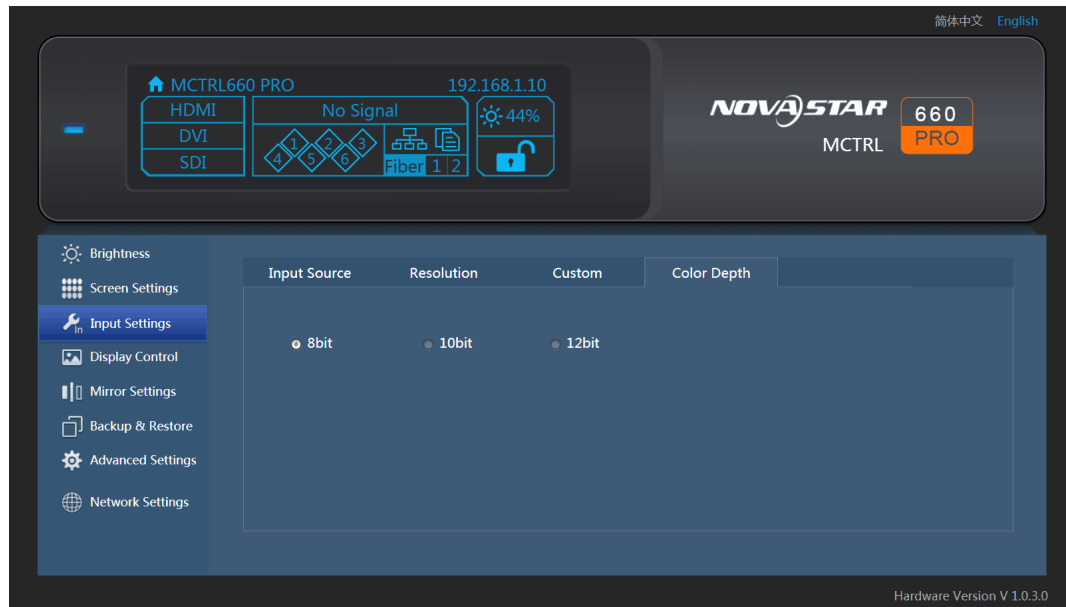 简体中文 English
MCTRL660 PRO 192.168.1.10
HDMI No Signal 44%
DVI
SDI
1 2 3
4 5 6
Fiber 1 2
NOVASTAR
MCTRL
660
PRO
Brightness
Screen Settings
Input Settings
Display Control
Mirror Settings
Backup & Restore
Advanced Settings
Network Settings
In
Input Source Resolution Custom Color Depth
8bit 10bit 12bit
Hardware Version V 1.0.3.0